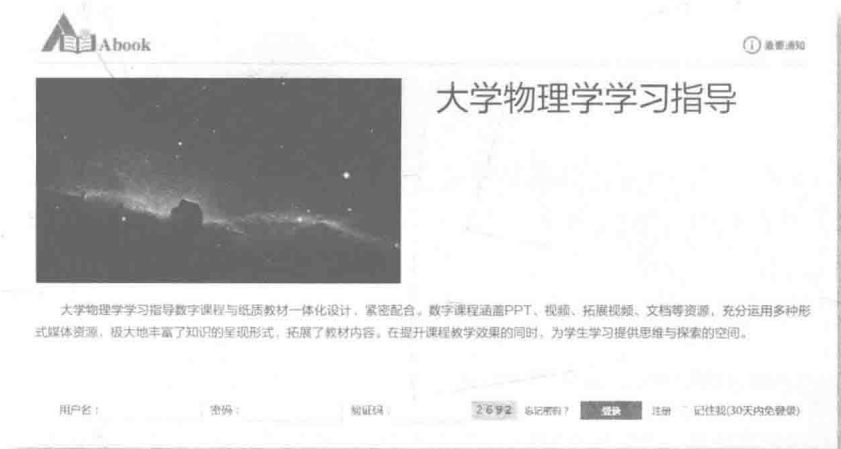 Abook
重要通知
大学物理学学习指导
大学物理学学习指导数字课程与纸质教材一体化设计，紧密配合。数字课程涵盖PPT、视频、拓展视频、文档等资源，充分运用多种形
式媒体资源，极大地丰富了知识的呈现形式，拓展了教材内容。在提升课程教学效果的同时，为学生学习提供思维与探索的空间。
用户名： 密码： 验证码： 2692 忘记密码？ 登录 注册 记住我(30天内免登录)